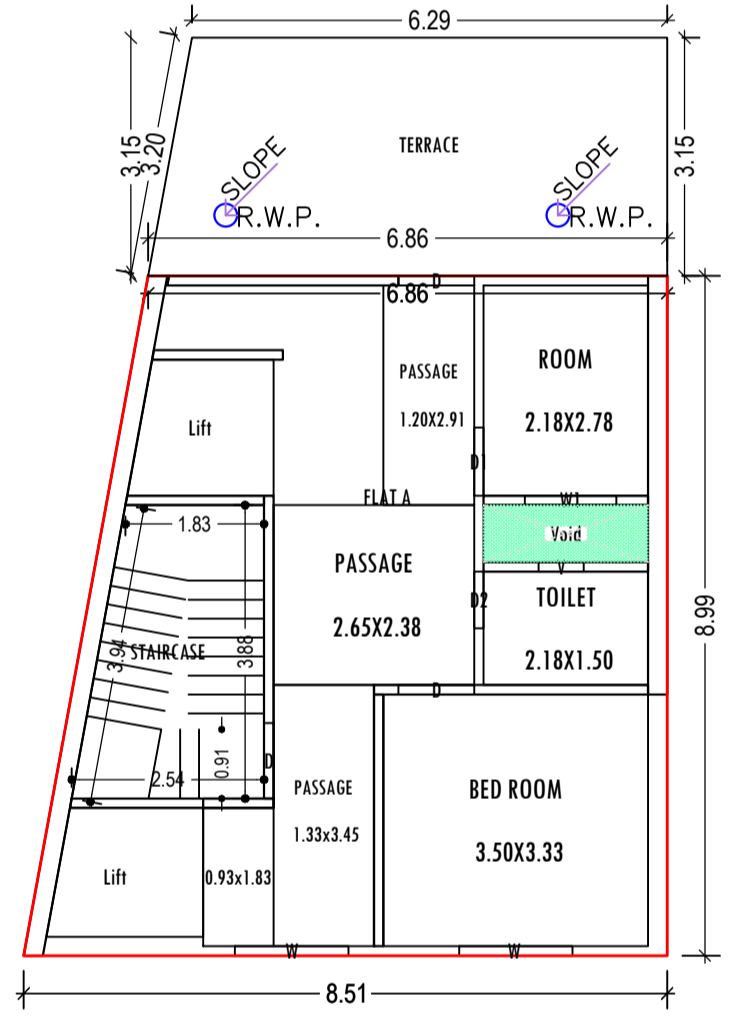 6.29
3.15
3.20
TERRACE
3.15
SLOPE
SLOPE
R.W.P.
R.W.P.
6.86
D
6.86
ROOM
PASSAGE
1.20X2.91
2.18X2.78
Lift
D1
FLAT A
W1
1.83
Void
PASSAGE
V
TOILET
D2
2.65X2.38
8.99
STAIRCASE
3.94
3.88
2.18X1.50
D
0.91
D
2.54
PASSAGE
BED ROOM
1.33x3.45
3.50X3.33
Lift
0.93x1.83
W
W
8.51